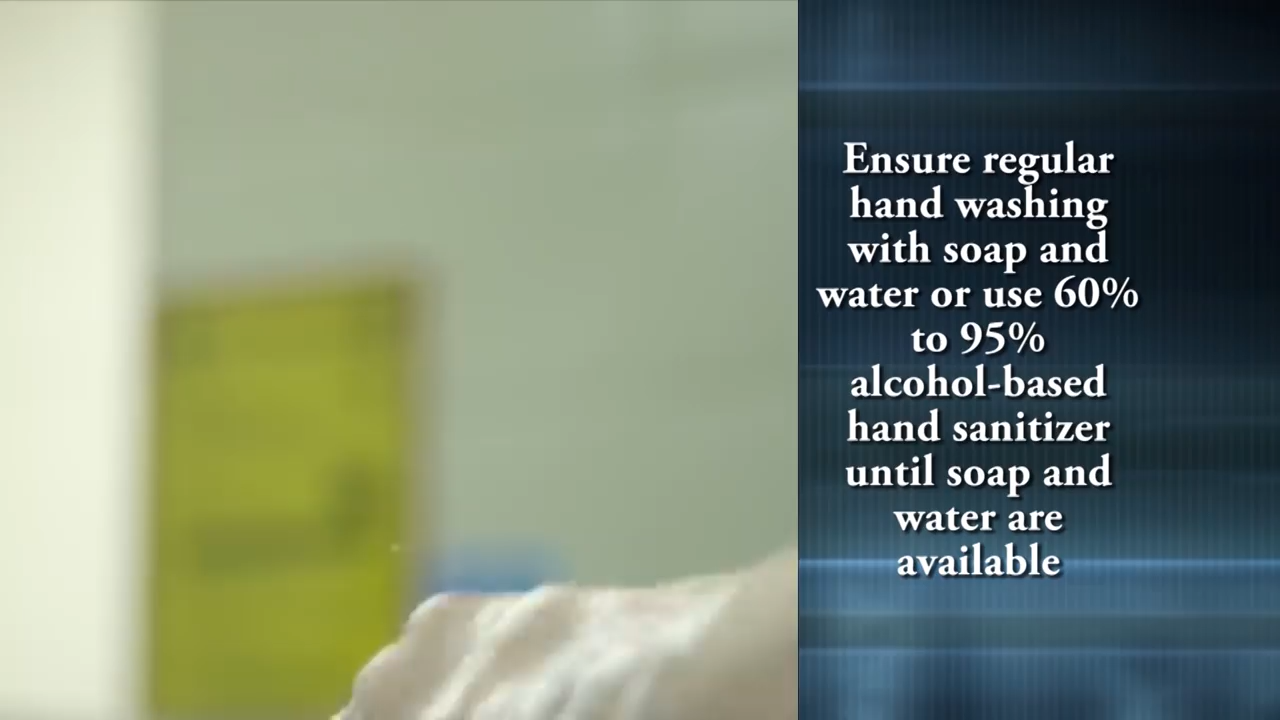 Ensure regular
hand washing
with soap and
water or use 60%
to 95%
alcohol-based
hand sanitizer
until soap and
water are
available